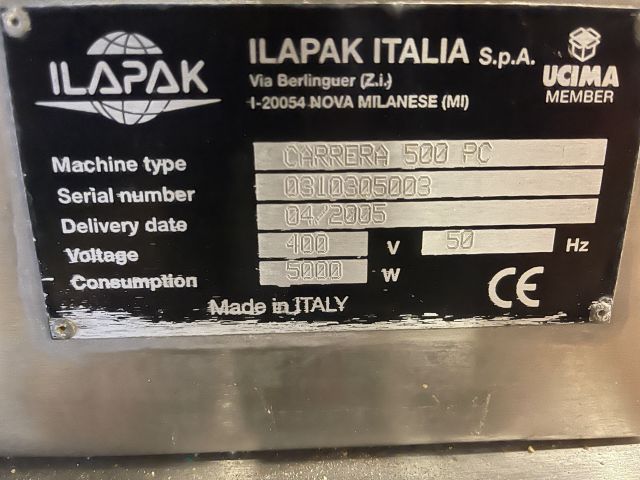 ILAPAK
ILAPAK ITALIA S.p.A.
Via Berlinguer (Z.i.)
I-20054 NOVA MILANESE (MI)
UCIMA
MEMBER
Machine type CARRERA 500 PC
Serial number 0310305003
Delivery date 04/2005
Voltage 400 V 50 Hz
Consumption 5000 W
Made in ITALY CE